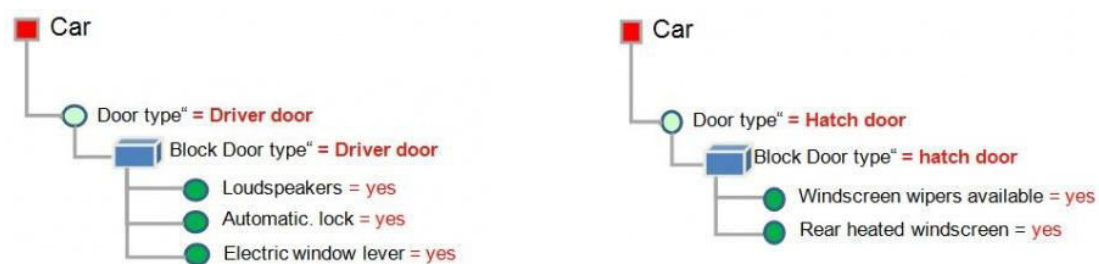 Car
Door type“ = Driver door
Block Door type“ = Driver door
Loudspeakers = yes
Automatic. lock = yes
Electric window lever = yes
Car
Door type“ = Hatch door
Block Door type“ = hatch door
Windscreen wipers available = yes
Rear heated windscreen = yes